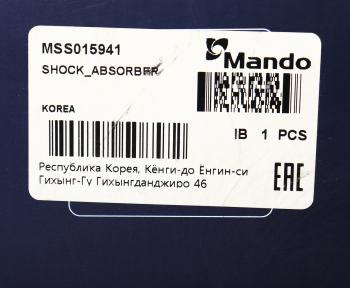 MSS015941
Mando
SHOCK_ABSORBER
KOREA
IB 1 PCS
Республика Корея, Кёнги-до Ёнгин-си
Гихынг-Гу Гихынгданджиро 46
EAC